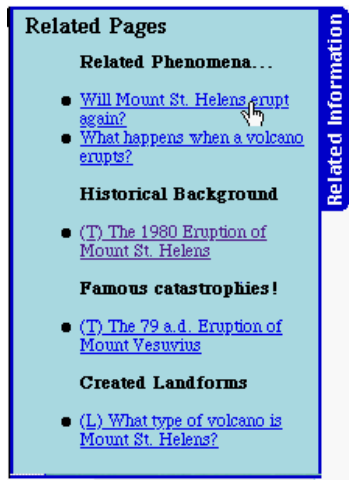 Related Pages
Related Phenomena...
Will Mount St. Helens erupt
again?
What happens when a volcano
erupts?
Historical Background
(T) The 1980 Eruption of
Mount St. Helens
Famous catastrophies!
(T) The 79 a.d. Eruption of
Mount Vesuvius
Created Landforms
(L) What type of volcano is
Mount St. Helens?
Related Information